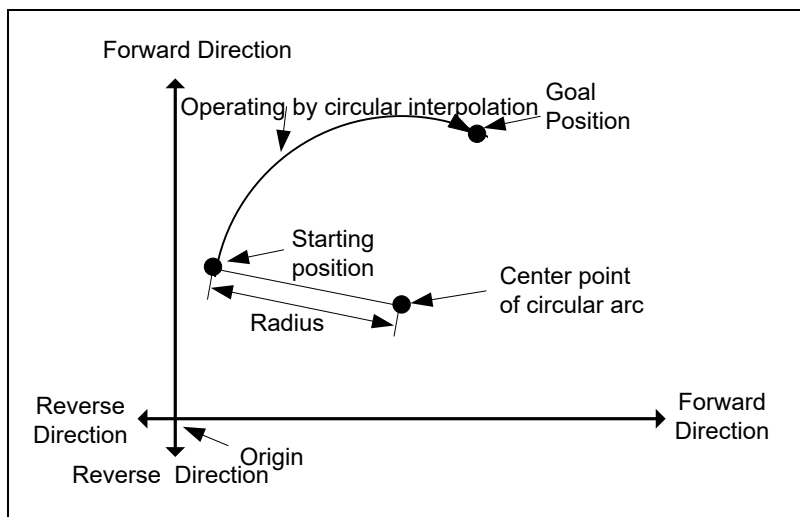 Forward Direction
Operating by circular interpolation
Goal
Position
Starting
position
Center point
of circular arc
Radius
Reverse
Direction
Forward
Direction
Origin
Reverse Direction